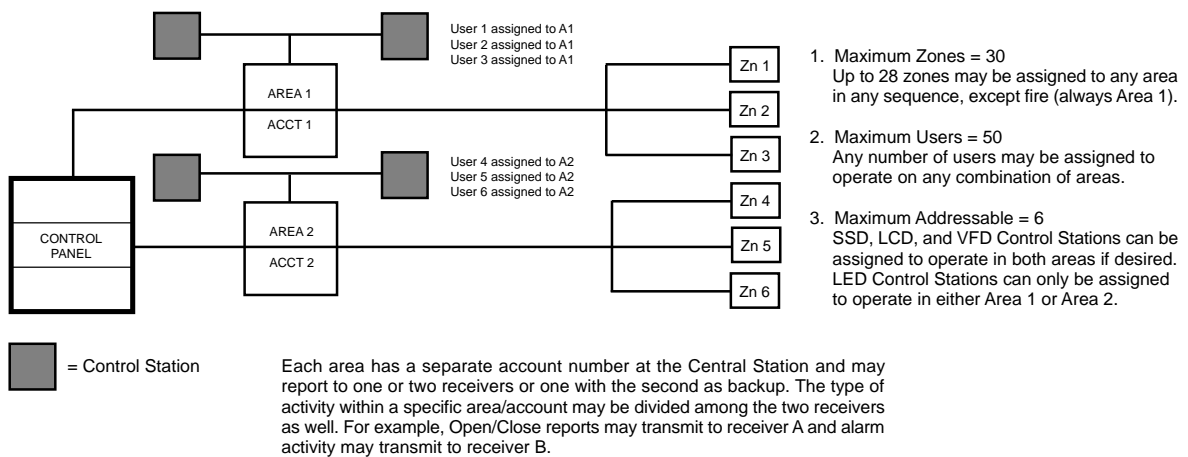 User 1 assigned to A1
User 2 assigned to A1
User 3 assigned to A1
AREA 1
ACCT 1
User 4 assigned to A2
User 5 assigned to A2
User 6 assigned to A2
AREA 2
ACCT 2
CONTROL
PANEL
Zn 1
Zn 2
Zn 3
Zn 4
Zn 5
Zn 6
1. Maximum Zones = 30
Up to 28 zones may be assigned to any area
in any sequence, except fire (always Area 1).
2. Maximum Users = 50
Any number of users may be assigned to
operate on any combination of areas.
3. Maximum Addressable = 6
SSD, LCD, and VFD Control Stations can be
assigned to operate in both areas if desired.
LED Control Stations can only be assigned
to operate in either Area 1 or Area 2.
= Control Station
Each area has a separate account number at the Central Station and may
report to one or two receivers or one with the second as backup. The type of
activity within a specific area/account may be divided among the two receivers
as well. For example, Open/Close reports may transmit to receiver A and alarm
activity may transmit to receiver B.